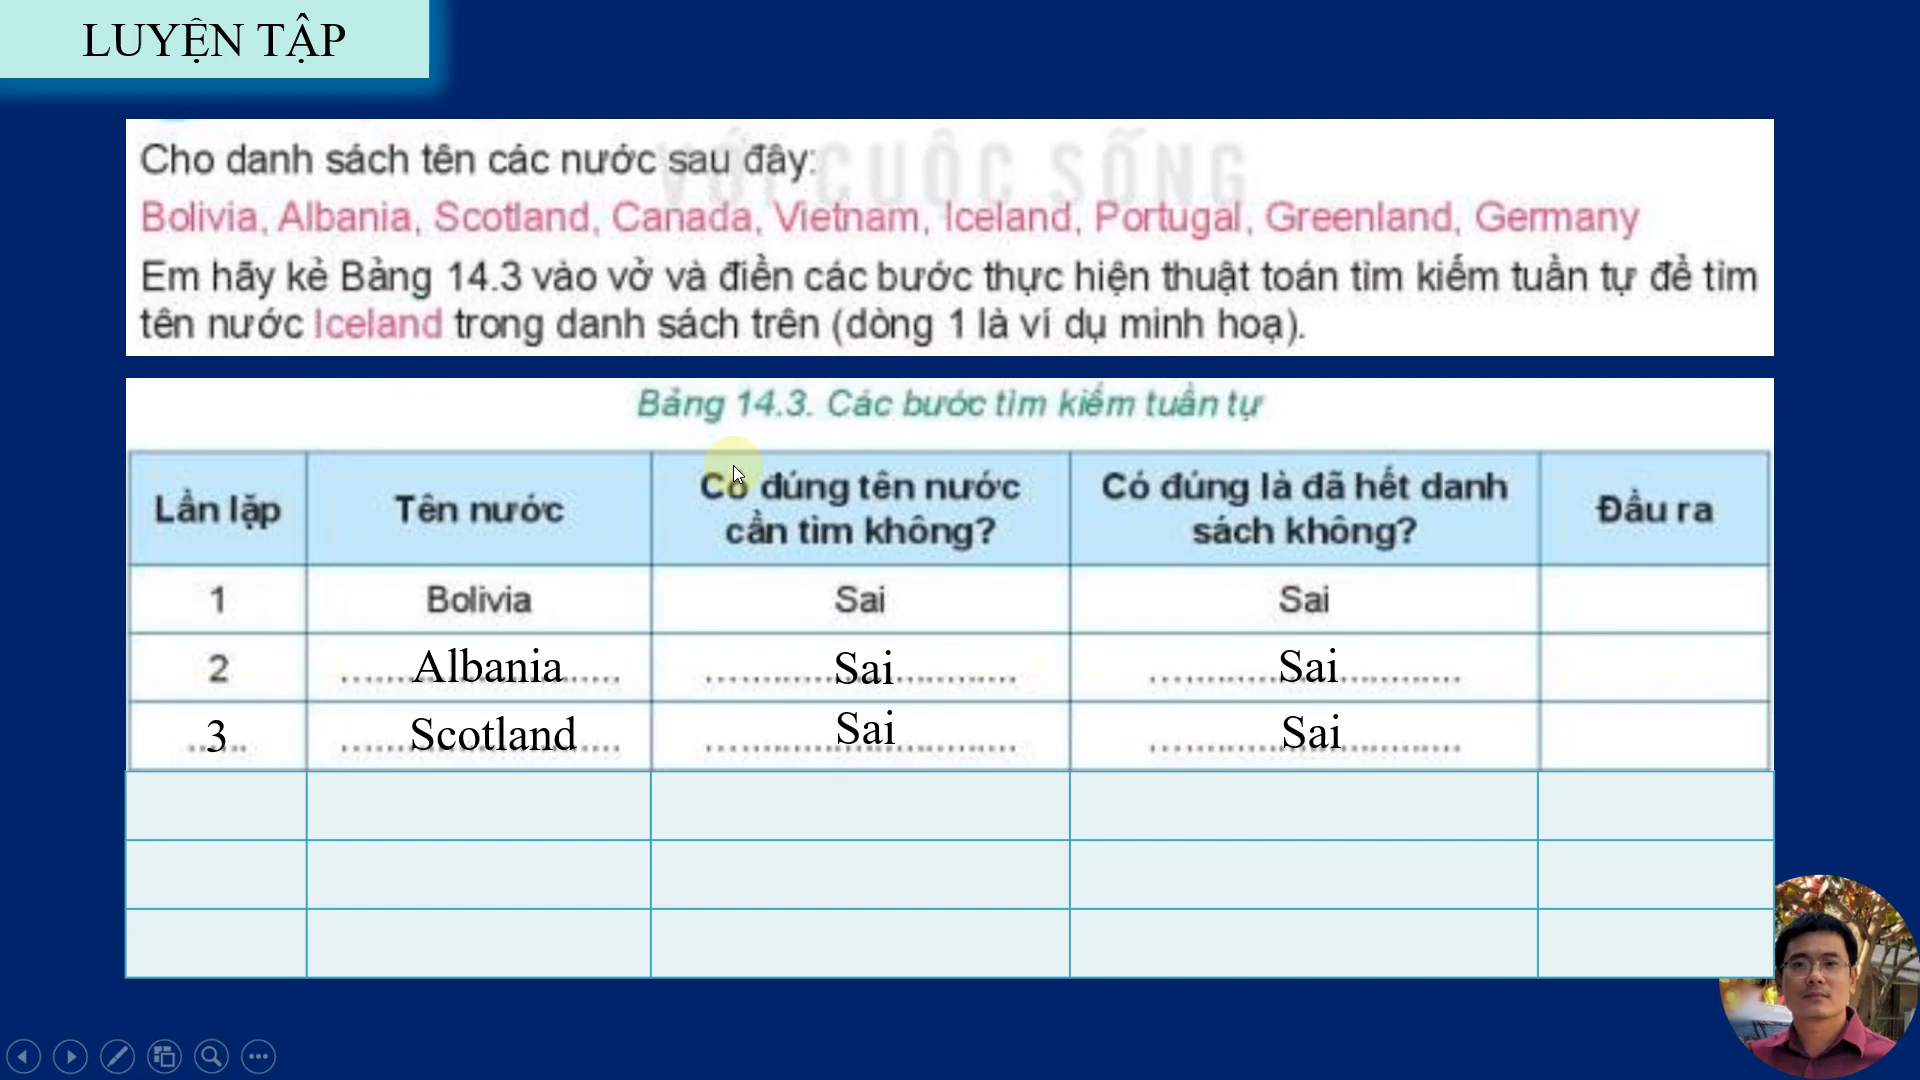 LUYỆN TẬP
VỚI CUỘC SỐNG
Cho danh sách tên các nước sau đây:
Bolivia, Albania, Scotland, Canada, Vietnam, Iceland, Portugal, Greenland, Germany
Em hãy kẻ Bảng 14.3 vào vở và điền các bước thực hiện thuật toán tìm kiếm tuần tự để tìm
tên nước Iceland trong danh sách trên (dòng 1 là ví dụ minh hoạ).
Bảng 14.3. Các bước tìm kiếm tuần tự
Lần lặp
Tên nước
Có đúng tên nước
cần tìm không?
Có đúng là đã hết danh
sách không?
Đầu ra
1 Bolivia Sai Sai
2 Albania Sai Sai
3 Scotland Sai Sai